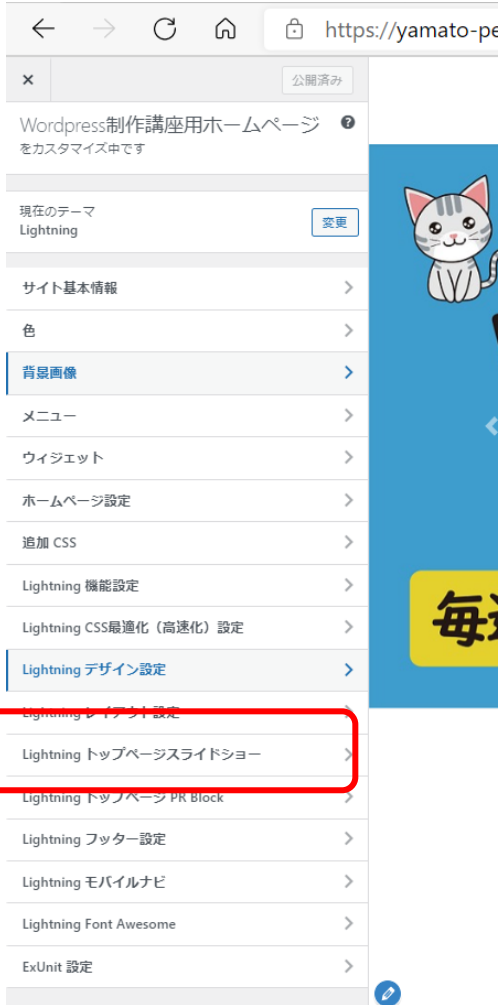 https://yamato-pe
公開済み
Wordpress制作講座用ホームページ
をカスタマイズ中です
現在のテーマ
Lightning
変更
サイト基本情報
色
背景画像
メニュー
ウィジェット
ホームページ設定
追加 CSS
Lightning 機能設定
Lightning CSS最適化（高速化）設定
Lightning デザイン設定
Lightning レイアウト設定
Lightning トップページスライドショー
Lightning トップページ PR Block
Lightning フッター設定
Lightning モバイルナビ
Lightning Font Awesome
ExUnit 設定
毎